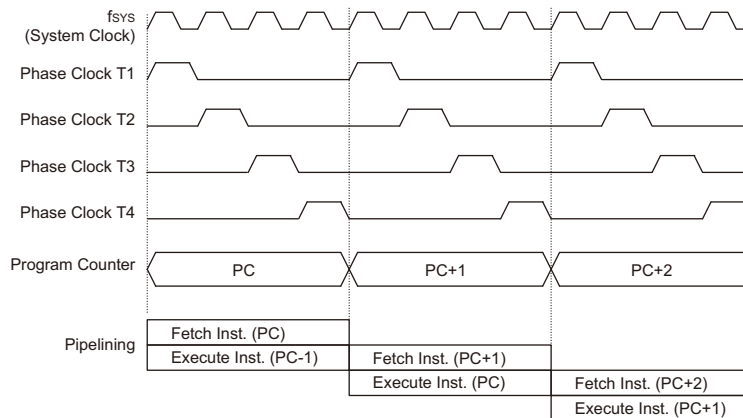 fSYS
(System Clock)
Phase Clock T1
Phase Clock T2
Phase Clock T3
Phase Clock T4
Program Counter
PC
PC+1
PC+2
Pipelining
Fetch Inst. (PC)
Execute Inst. (PC-1)
Fetch Inst. (PC+1)
Execute Inst. (PC)
Fetch Inst. (PC+2)
Execute Inst. (PC+1)